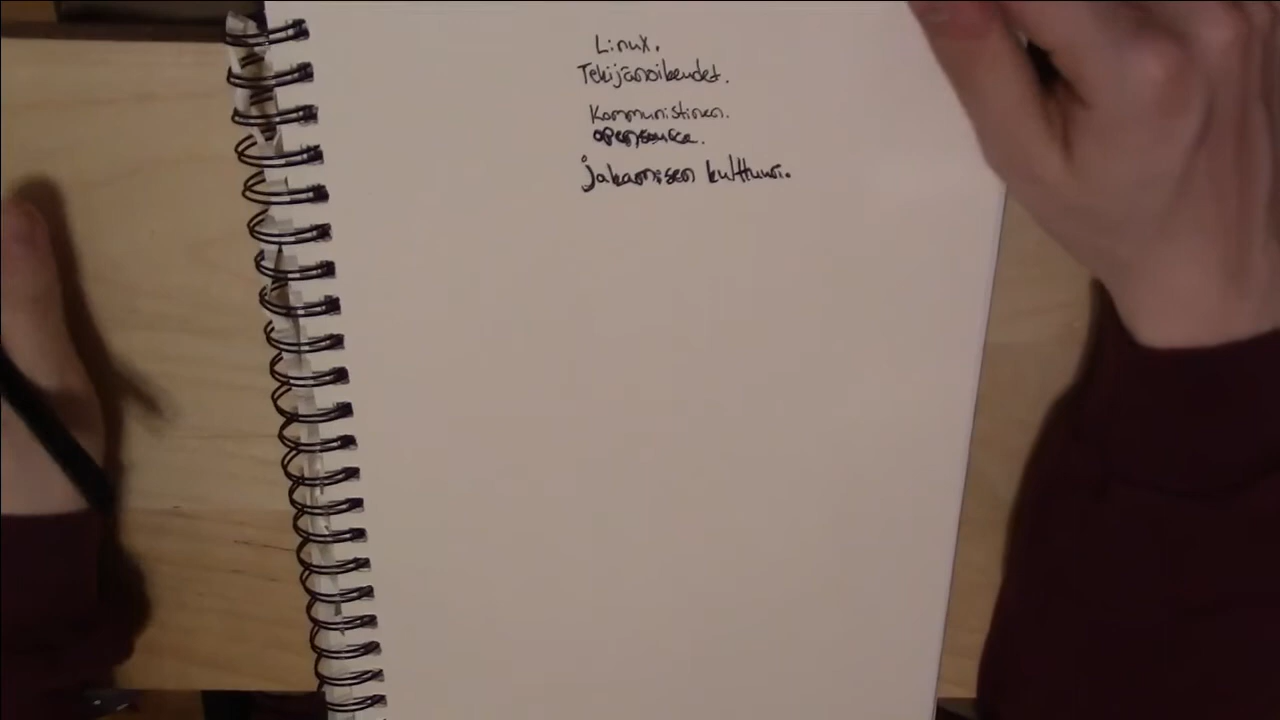 Linux.
Tekijänoikeudet.
Kommunistinen.
opensource.
jakamisen kulttuuri.